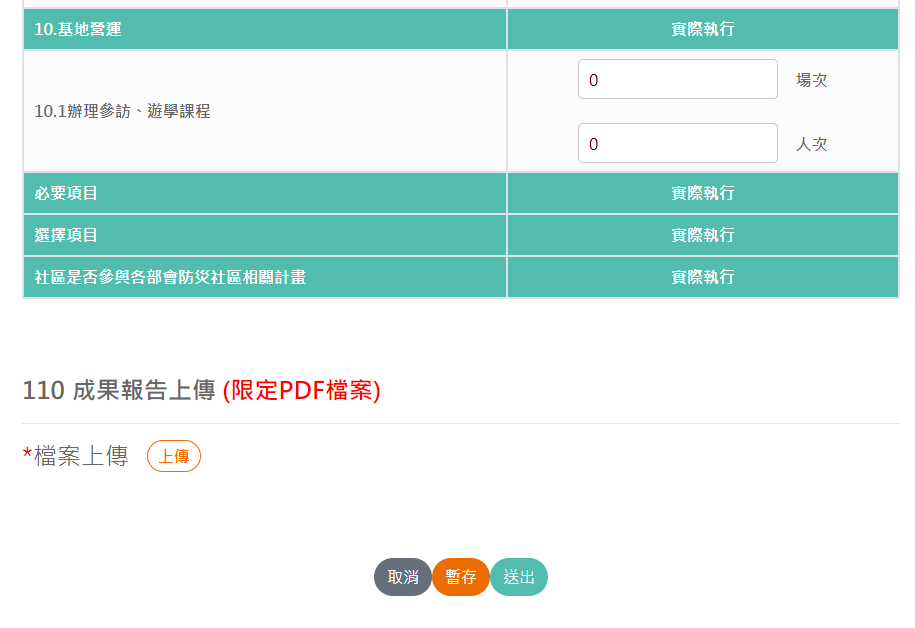 10.基地營運 實際執行
0 場次
10.1辦理參訪、遊學課程
0 人次
必要項目 實際執行
選擇項目 實際執行
社區是否參與各部會防災社區相關計畫 實際執行
110 成果報告上傳 (限定PDF檔案)
*檔案上傳 上傳
取消 暫存 送出